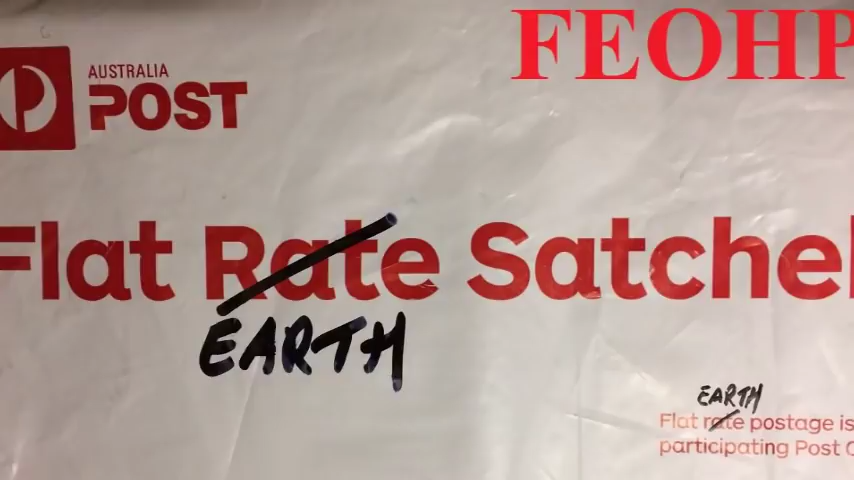 FEOHP
AUSTRALIA
POST
Flat Rate Satchel
EARTH
EARTH
Flat rate postage is
participating Post